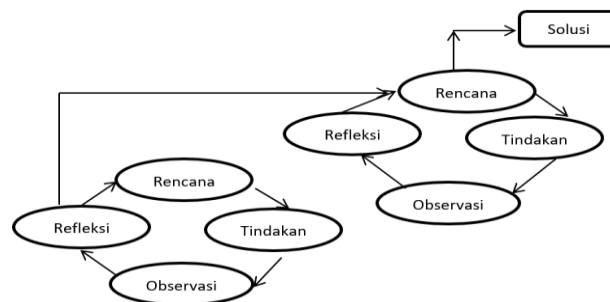 Solusi
Rencana
Refleksi
Tindakan
Observasi
Rencana
Refleksi
Tindakan
Observasi